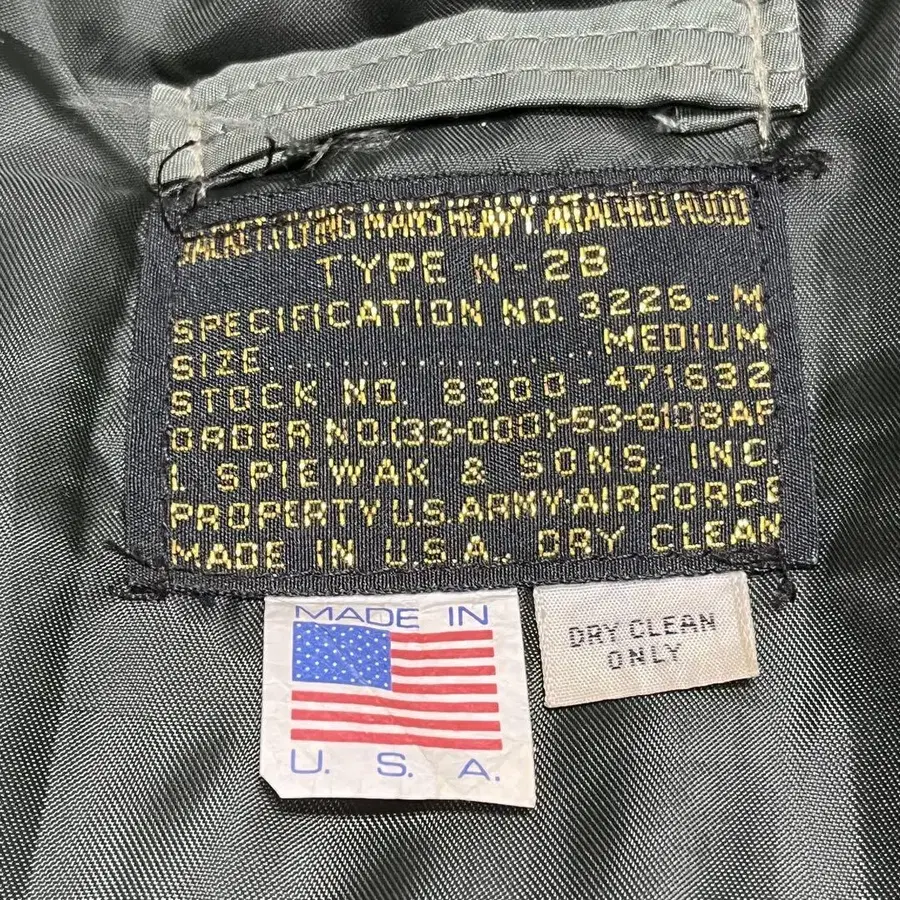 JACKET, FLYING MAN'S HEAVY, ATTACHED HOOD
TYPE N-2B
SPECIFICATION NO. 3226-M
SIZE....................MEDIUM
STOCK NO. 8300-471632
ORDER NO.(33-000)-53-6108AF
I. SPIEWAK & SONS, INC.
PROPERTY U.S. ARMY-AIR FORCE
MADE IN U.S.A., DRY CLEAN
MADE IN
U. S. A.
DRY CLEAN
ONLY